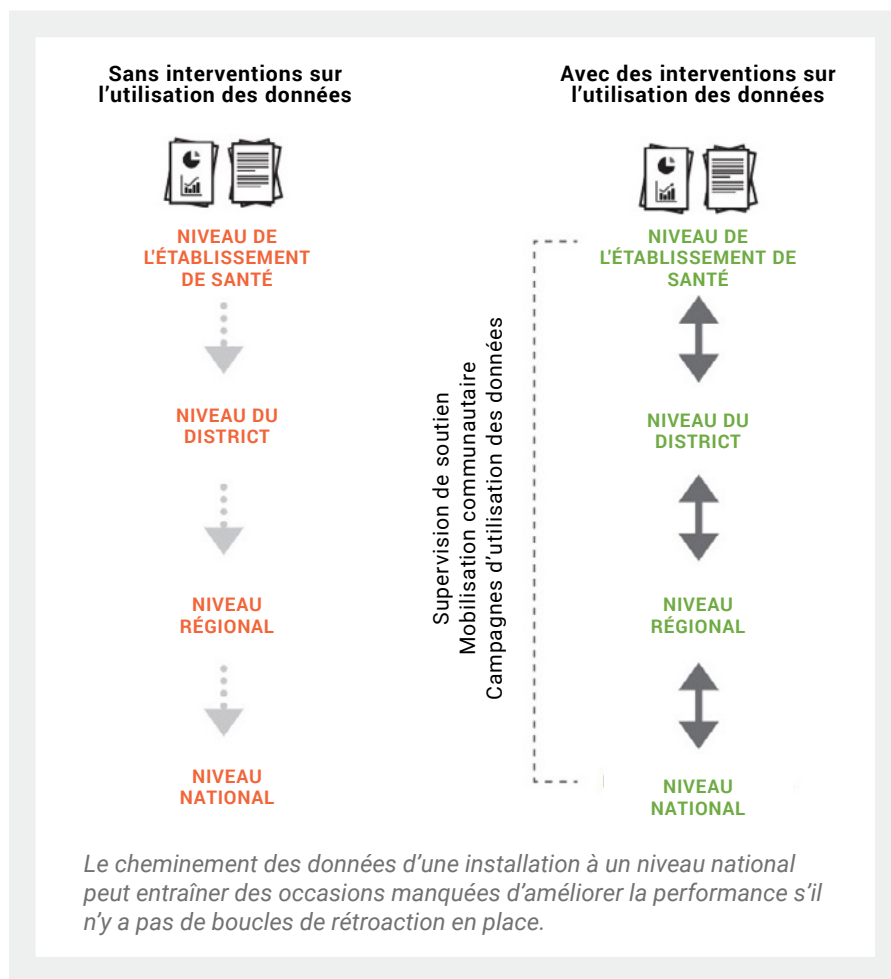 Sans interventions sur
l'utilisation des données
NIVEAU DE
L'ÉTABLISSEMENT
DE SANTÉ
NIVEAU DU
DISTRICT
NIVEAU
RÉGIONAL
NIVEAU
NATIONAL
Supervision de soutien
Mobilisation communautaire
Campagnes d'utilisation des données
Avec des interventions sur
l'utilisation des données
NIVEAU DE
L'ÉTABLISSEMENT DE
SANTÉ
NIVEAU DU
DISTRICT
NIVEAU
RÉGIONAL
NIVEAU
NATIONAL
Le cheminement des données d'une installation à un niveau national
peut entraîner des occasions manquées d'améliorer la performance s'il
n'y a pas de boucles de rétroaction en place.